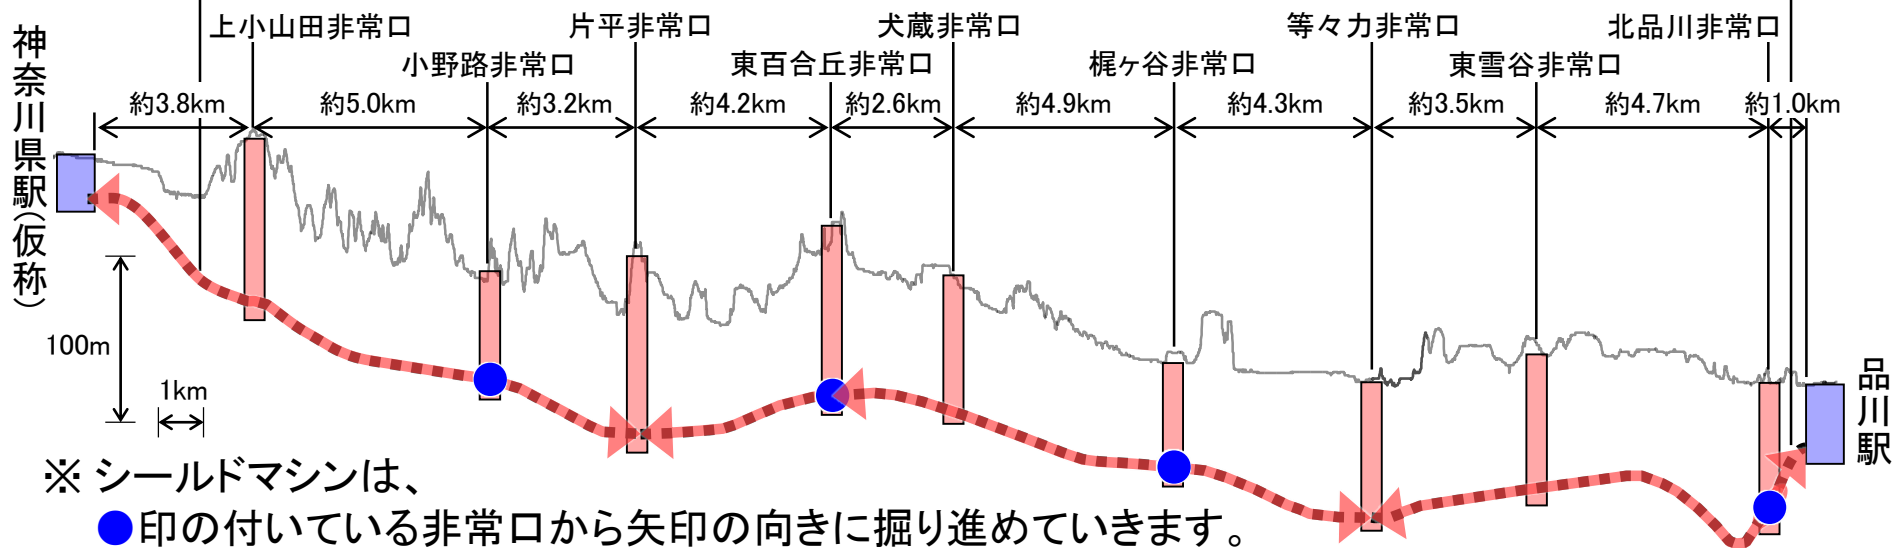 神奈川県駅(仮称)
上小山田非常口
片平非常口
犬蔵非常口
等々力非常口
北品川非常口
小野路非常口
東百合丘非常口
梶ヶ谷非常口
東雪谷非常口
約3.8km
約5.0km
約3.2km
約4.2km
約2.6km
約4.9km
約4.3km
約3.5km
約4.7km
約1.0km
100m
1km
品川駅
※ シールドマシンは、
●印の付いている非常口から矢印の向きに掘り進めていきます。